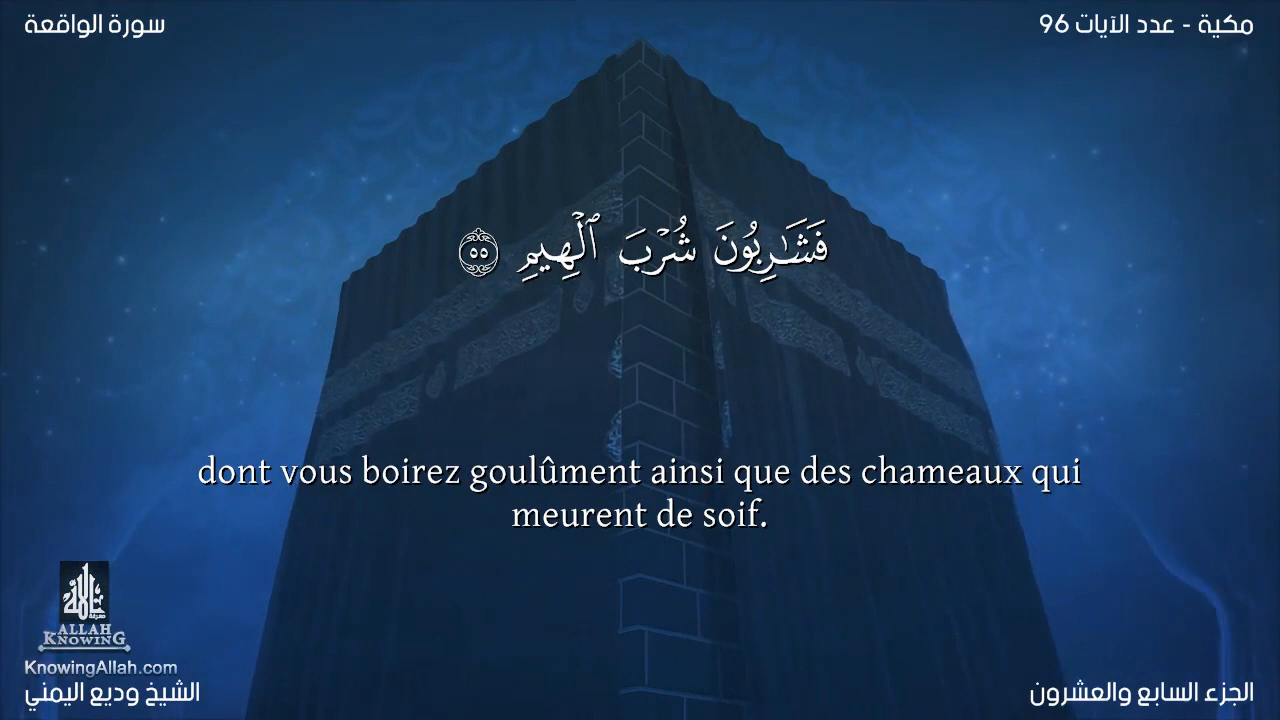 سورة الواقعة
مكية - عدد الآيات 96
فَشَـٰرِبُونَ شُرْبَ ٱلْهِيمِ ٥٥
dont vous boirez goulûment ainsi que des chameaux qui
meurent de soif.
ALLAH
KNOWING
KnowingAllah.com
الشيخ وديع اليمني
الجزء السابع والعشرون